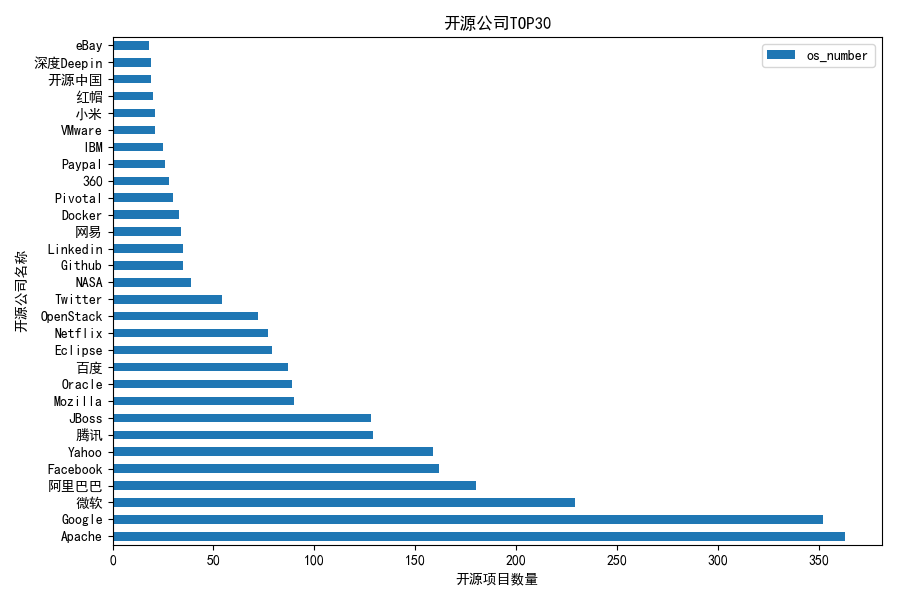 开源公司TOP30
os_number
开源公司名称
eBay
深度Deepin
开源中国
红帽
小米
VMware
IBM
Paypal
360
Pivotal
Docker
网易
Linkedin
Github
NASA
Twitter
OpenStack
Netflix
Eclipse
百度
Oracle
Mozilla
JBoss
腾讯
Yahoo
Facebook
阿里巴巴
微软
Google
Apache
0 50 100 150 200 250 300 350
开源项目数量